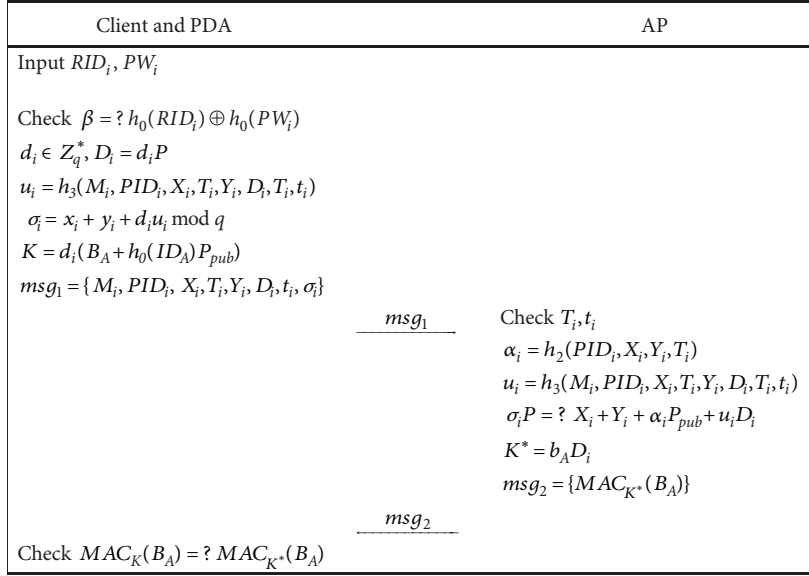 Client and PDA AP
Input RID_i, PW_i
Check β = ? h_0(RID_i) ⊕ h_0(PW_i)
d_i ∈ Z_q^*, D_i = d_iP
u_i = h_3(M_i, PID_i, X_i, T_i, Y_i, D_i, T_i, t_i)
σ_i = x_i + y_i + d_iu_i mod q
K = d_i(B_A + h_0(ID_A)P_pub)
msg_1 = {M_i, PID_i, X_i, T_i, Y_i, D_i, t_i, σ_i}
msg_1 Check T_i, t_i
α_i = h_2(PID_i, X_i, Y_i, T_i)
u_i = h_3(M_i, PID_i, X_i, T_i, Y_i, D_i, T_i, t_i)
σ_iP = ? X_i + Y_i + α_iP_pub + u_iD_i
K^* = b_AD_i
msg_2 = {MAC_K^*(B_A)}
msg_2
Check MAC_K(B_A) = ? MAC_K^*(B_A)